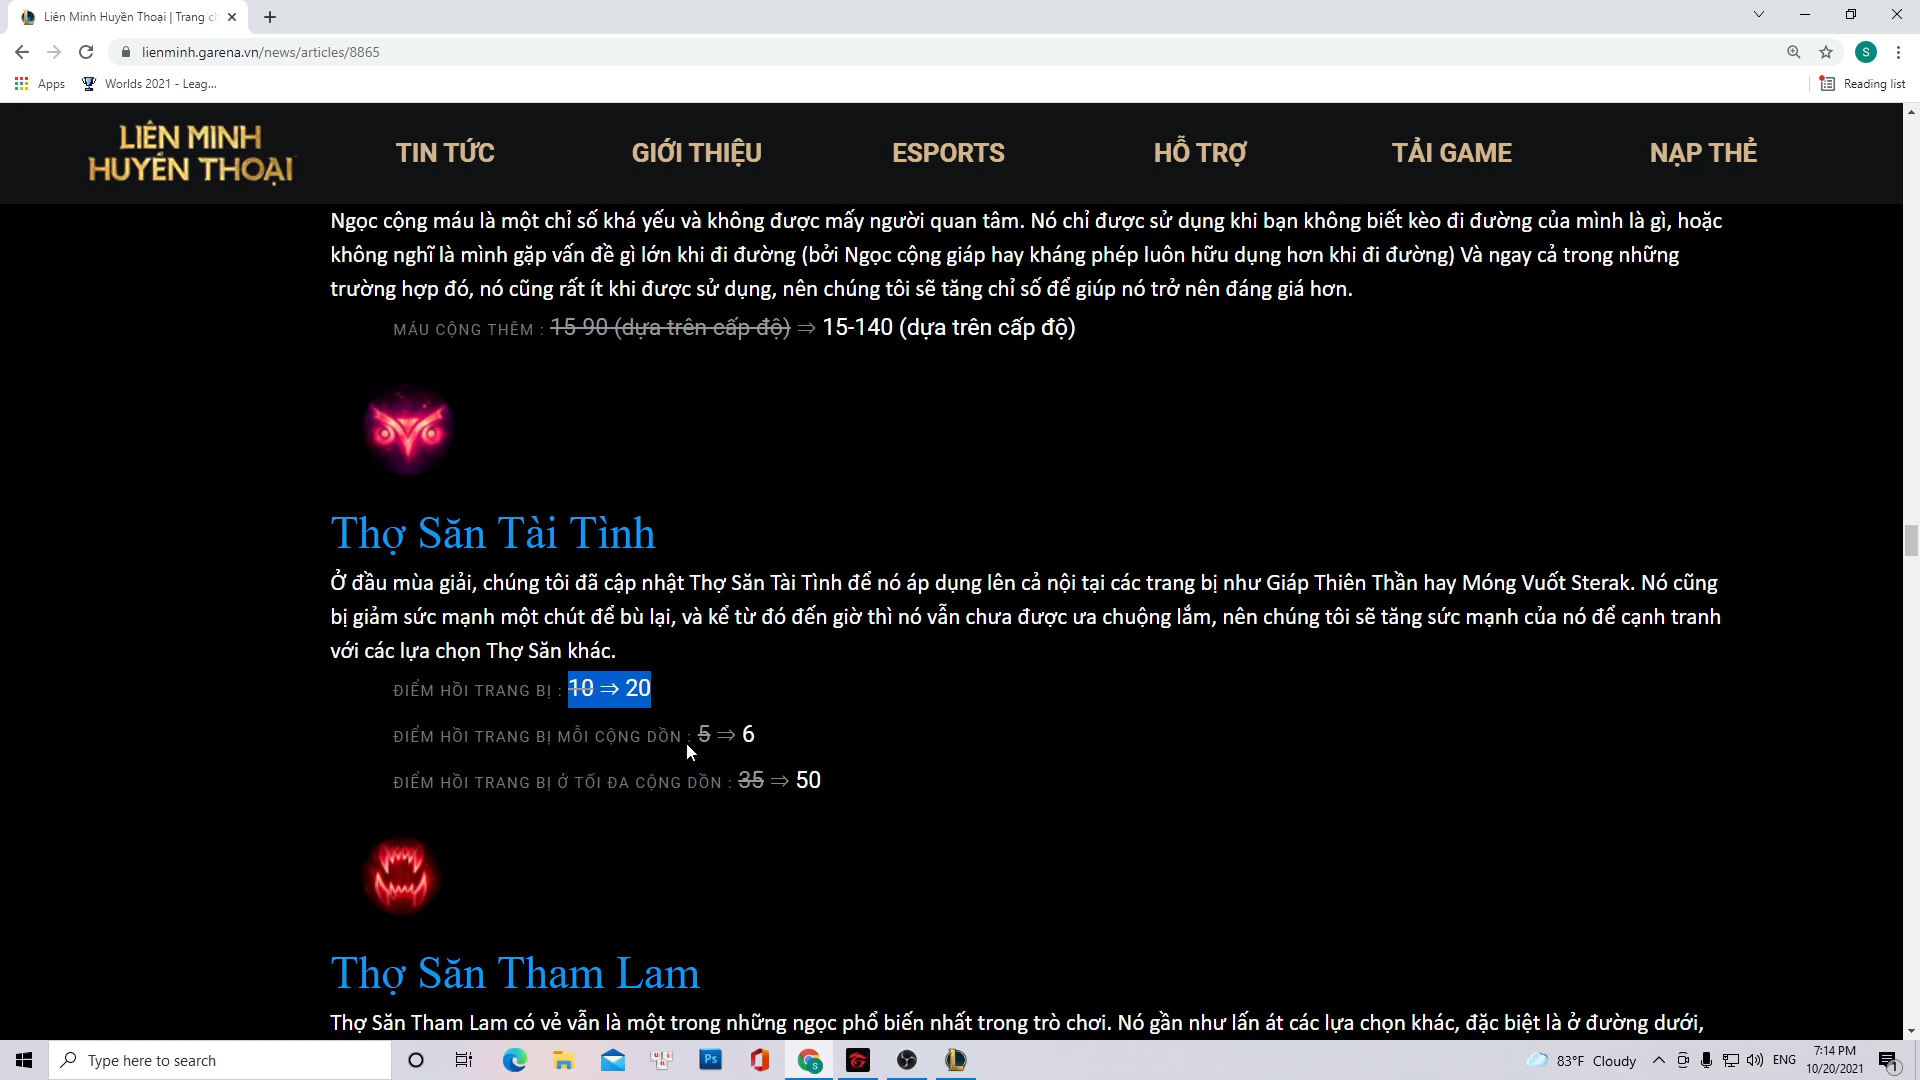 Liên Minh Huyền Thoại | Trang ch
lienminh.garena.vn/news/articles/8865
S
Apps
Worlds 2021 - Leag...
Reading list
LIÊN MINH
HUYỀN THOẠI
TIN TỨC
GIỚI THIỆU
ESPORTS
HỖ TRỢ
TẢI GAME
NẠP THẺ
Ngọc cộng máu là một chỉ số khá yếu và không được mấy người quan tâm. Nó chỉ được sử dụng khi bạn không biết kèo đi đường của mình là gì, hoặc
không nghĩ là mình gặp vấn đề gì lớn khi đi đường (bởi Ngọc cộng giáp hay kháng phép luôn hữu dụng hơn khi đi đường) Và ngay cả trong những
trường hợp đó, nó cũng rất ít khi được sử dụng, nên chúng tôi sẽ tăng chỉ số để giúp nó trở nên đáng giá hơn.
MÁU CỘNG THÊM : 15-90 (dựa trên cấp độ) ⇒ 15-140 (dựa trên cấp độ)
Thợ Săn Tài Tình
Ở đầu mùa giải, chúng tôi đã cập nhật Thợ Săn Tài Tình để nó áp dụng lên cả nội tại các trang bị như Giáp Thiên Thần hay Móng Vuốt Sterak. Nó cũng
bị giảm sức mạnh một chút để bù lại, và kể từ đó đến giờ thì nó vẫn chưa được ưa chuộng lắm, nên chúng tôi sẽ tăng sức mạnh của nó để cạnh tranh
với các lựa chọn Thợ Săn khác.
ĐIỂM HỒI TRANG BỊ : 10 ⇒ 20
ĐIỂM HỒI TRANG BỊ MỖI CỘNG DỒN : 5 ⇒ 6
ĐIỂM HỒI TRANG BỊ Ở TỐI ĐA CỘNG DỒN : 35 ⇒ 50
Thợ Săn Tham Lam
Thợ Săn Tham Lam có vẻ vẫn là một trong những ngọc phổ biến nhất trong trò chơi. Nó gần như lấn át các lựa chọn khác, đặc biệt là ở đường dưới,
Type here to search
Ps
83°F Cloudy
ENG
7:14 PM
10/20/2021
1